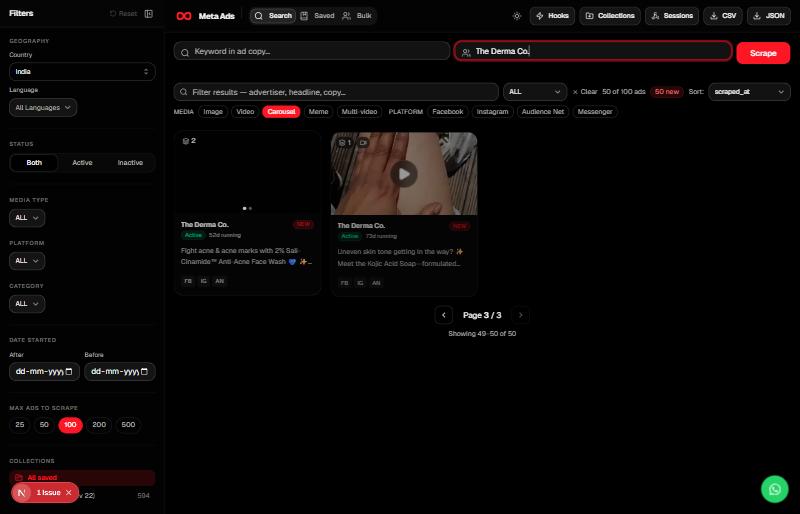 Filters
Reset
Meta Ads
Search
Saved
Bulk
Hooks
Collections
Sessions
CSV
JSON
GEOGRAPHY
Country
India
Language
All Languages
STATUS
Both
Active
Inactive
MEDIA TYPE
ALL
PLATFORM
ALL
CATEGORY
ALL
DATE STARTED
After
Before
dd-mm-yyyy
dd-mm-yyyy
MAX ADS TO SCRAPE
25
50
100
200
500
COLLECTIONS
All saved
N
1 Issue
v 22)
594
Keyword in ad copy...
The Derma Co.
Scrape
Filter results — advertiser, headline, copy...
ALL
× Clear
50 of 100 ads
50 new
Sort:
scraped_at
MEDIA
Image
Video
Carousel
Meme
Multi-video
PLATFORM
Facebook
Instagram
Audience Net
Messenger
2
The Derma Co.
NEW
Active
52d running
Fight acne & acne marks with 2% Sali-
Cinamide™ Anti-Acne Face Wash 💙 ✨...
FB
IG
AN
1
The Derma Co.
NEW
Active
73d running
Uneven skin tone getting in the way? ✨
Meet the Kojic Acid Soap—formulated...
FB
IG
AN
Page 3 / 3
Showing 49–50 of 50